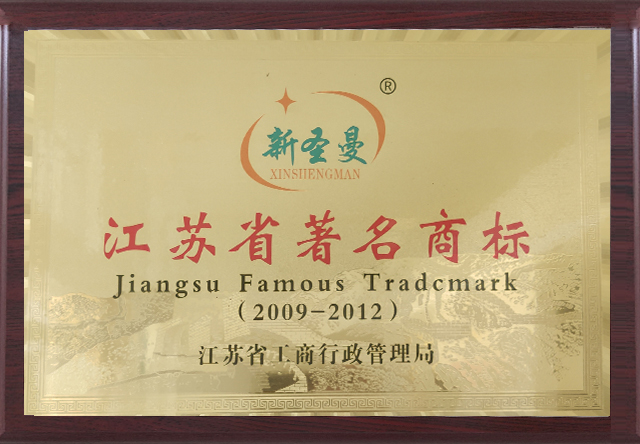 ®
新圣曼
XINSHENGMAN
江苏省著名商标
Jiangsu Famous Tradcmark
(2009-2012)
江苏省工商行政管理局